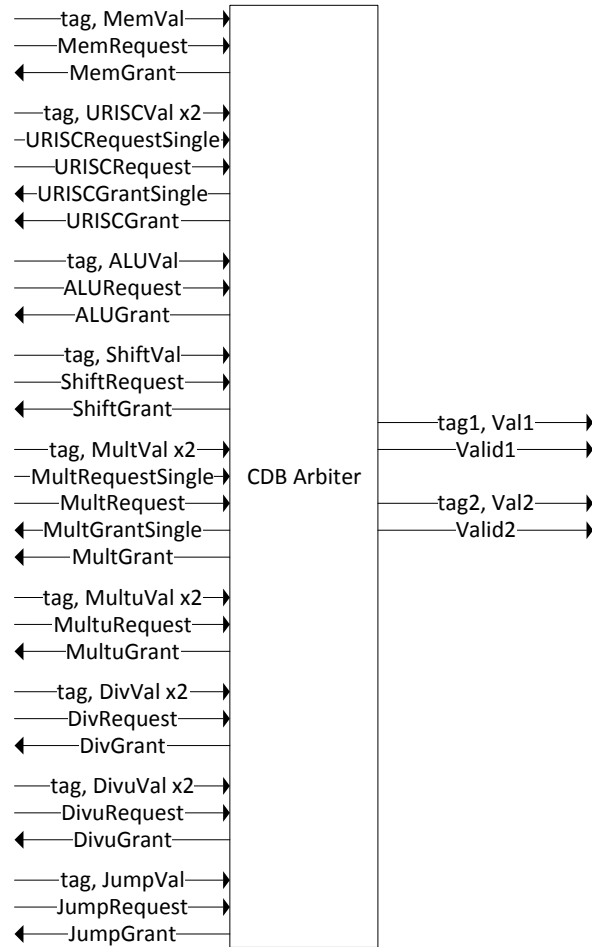 tag, MemVal
MemRequest
MemGrant
tag, URISCVal x2
URISCRequestSingle
URISCRequest
URISCGrantSingle
URISCGrant
tag, ALUVal
ALURequest
ALUGrant
tag, ShiftVal
ShiftRequest
ShiftGrant
tag, MultVal x2
MultRequestSingle
MultRequest
MultGrantSingle
MultGrant
tag, MultuVal x2
MultuRequest
MultuGrant
tag, DivVal x2
DivRequest
DivGrant
tag, DivuVal x2
DivuRequest
DivuGrant
tag, JumpVal
JumpRequest
JumpGrant
CDB Arbiter
tag1, Val1
Valid1
tag2, Val2
Valid2